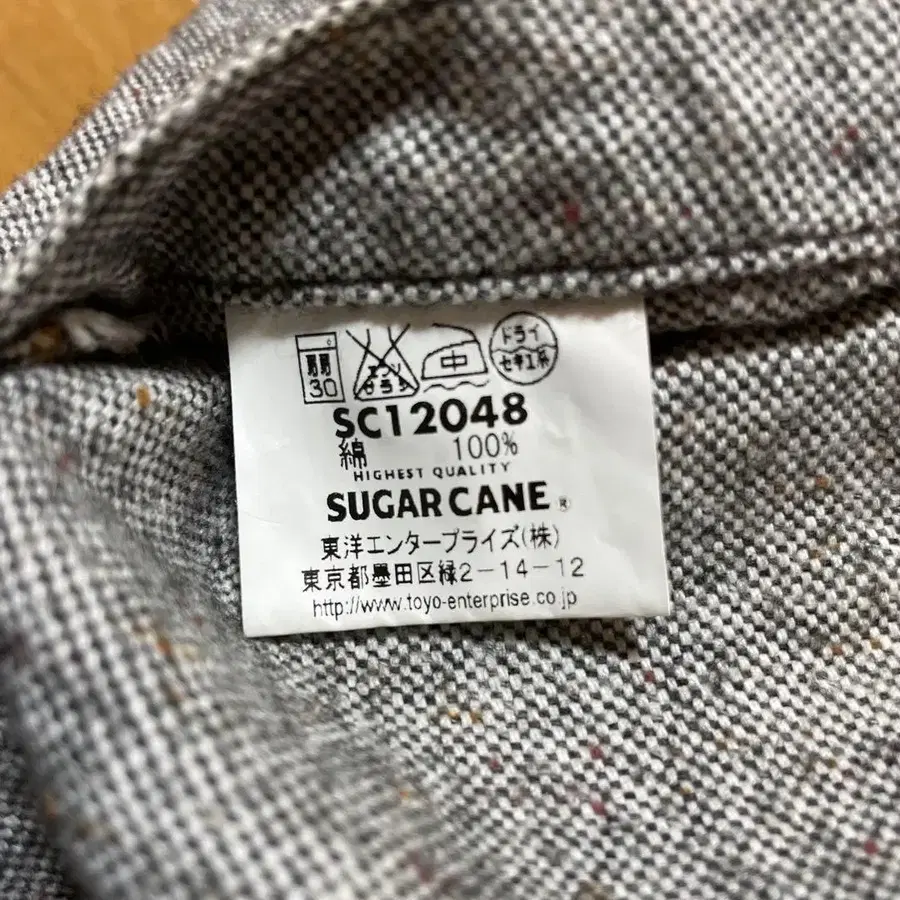 弱 30 エンソ サラシ 中 ドライ セキユ系
SC12048
綿 100%
HIGHEST QUALITY
SUGAR CANE ®
東洋エンタープライズ(株)
東京都墨田区緑2-14-12
http://www.toyo-enterprise.co.jp